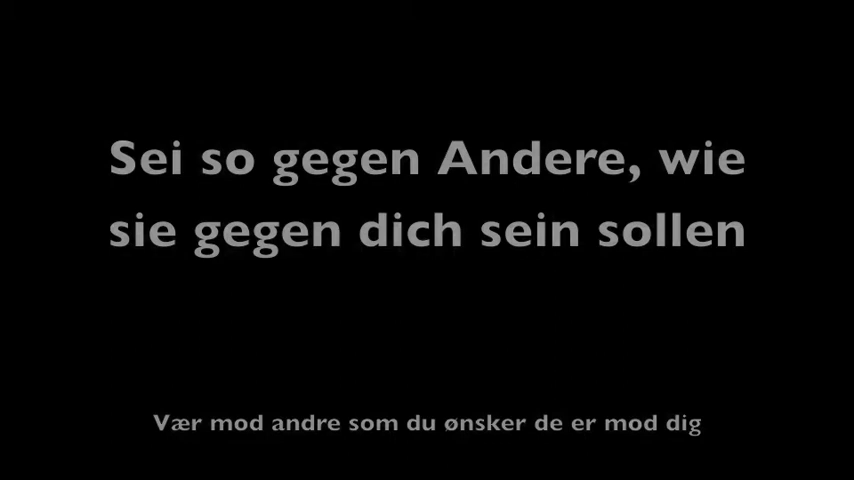 Sei so gegen Andere, wie
sie gegen dich sein sollen
Vær mod andre som du ønsker de er mod dig